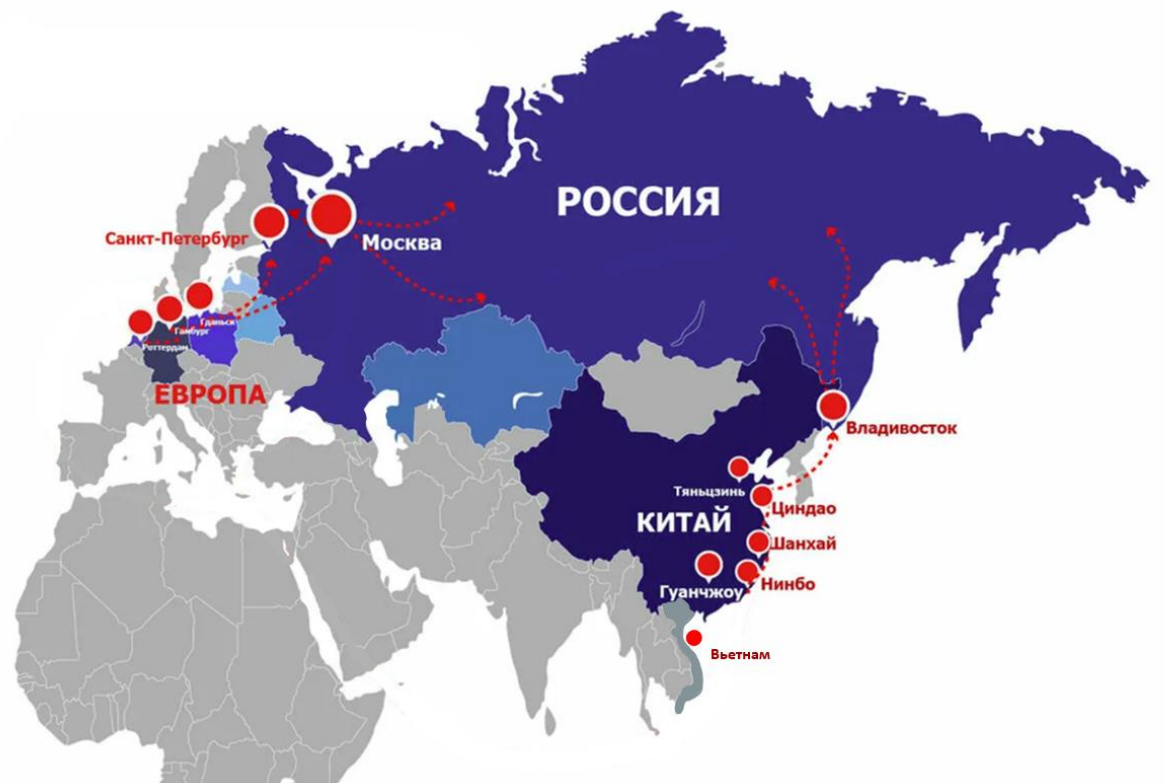 РОССИЯ
Санкт-Петербург
Москва
Гданьск
Гамбург
Роттердам
ЕВРОПА
Владивосток
Тяньцзинь
Циндао
КИТАЙ
Шанхай
Нинбо
Гуанчжоу
Вьетнам